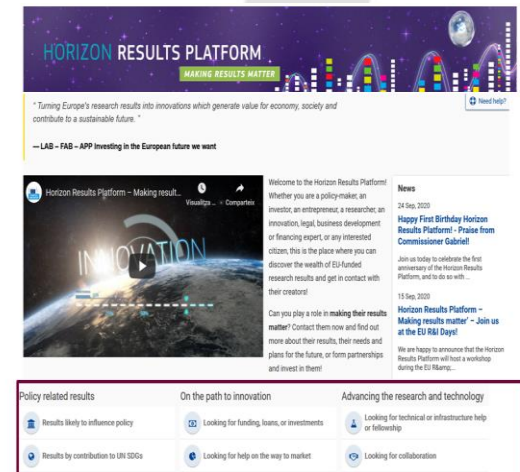 HORIZON RESULTS PLATFORM
MAKING RESULTS MATTER
Need help?
" Turning Europe's research results into innovations which generate value for economy, society and
contribute to a sustainable future. "
— LAB – FAB – APP Investing in the European future we want
Horizon Results Platform – Making result...
Visualitza ...
Comparteix
INNOVATION
Welcome to the Horizon Results Platform!
Whether you are a policy-maker, an
investor, an entrepreneur, a researcher, an
innovation, legal, business development
or financing expert, or any interested
citizen, this is the place where you can
discover the wealth of EU-funded
research results and get in contact with
their creators!
Can you play a role in making their results
matter? Contact them now and find out
more about their results, their needs and
plans for the future, or form partnerships
and invest in them!
News
24 Sep, 2020
Happy First Birthday Horizon
Results Platform! - Praise from
Commissioner Gabriel!
Join us today to celebrate the first
anniversary of the Horizon Results
Platform, and to do so with ...
15 Sep, 2020
Horizon Results Platform –
Making results matter' – Join us
at the EU R&I Days!
We are happy to announce that the Horizon
Results Platform will host a workshop
during the EU R&amp;...
Policy related results
Results likely to influence policy
Results by contribution to UN SDGs
On the path to innovation
Looking for funding, loans, or investments
Looking for help on the way to market
Advancing the research and technology
Looking for technical or infrastructure help
or fellowship
Looking for collaboration